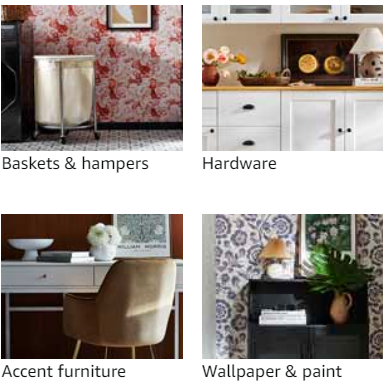 Baskets & hampers
Hardware
WILLIAM MORRIS
Accent furniture
Wallpaper & paint